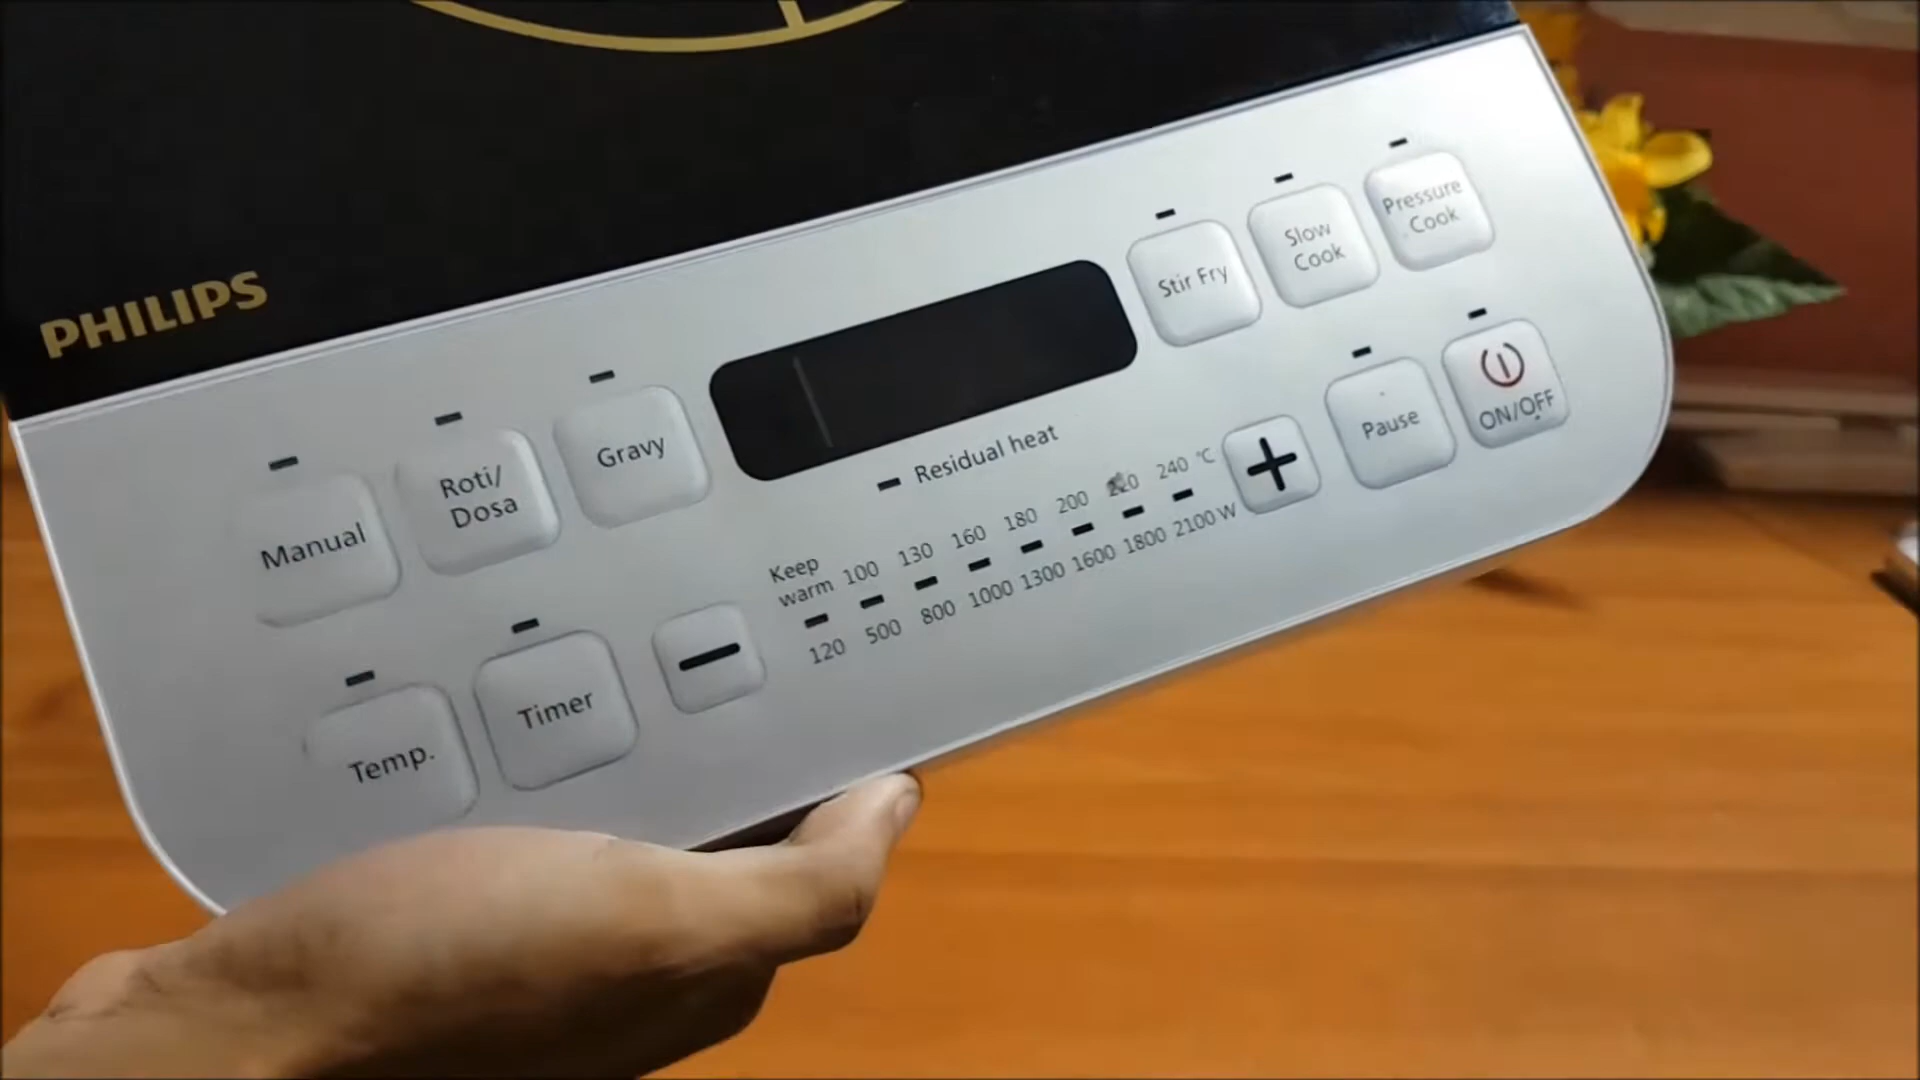 PHILIPS
Manual
Roti/
Dosa
Gravy
Stir Fry
Slow
Cook
Pressure
Cook
Residual heat
Temp.
Timer
Keep
warm 100 130 160 180 200 240 °C
120 500 800 1000 1300 1600 1800 2100 W
Pause
ON/OFF